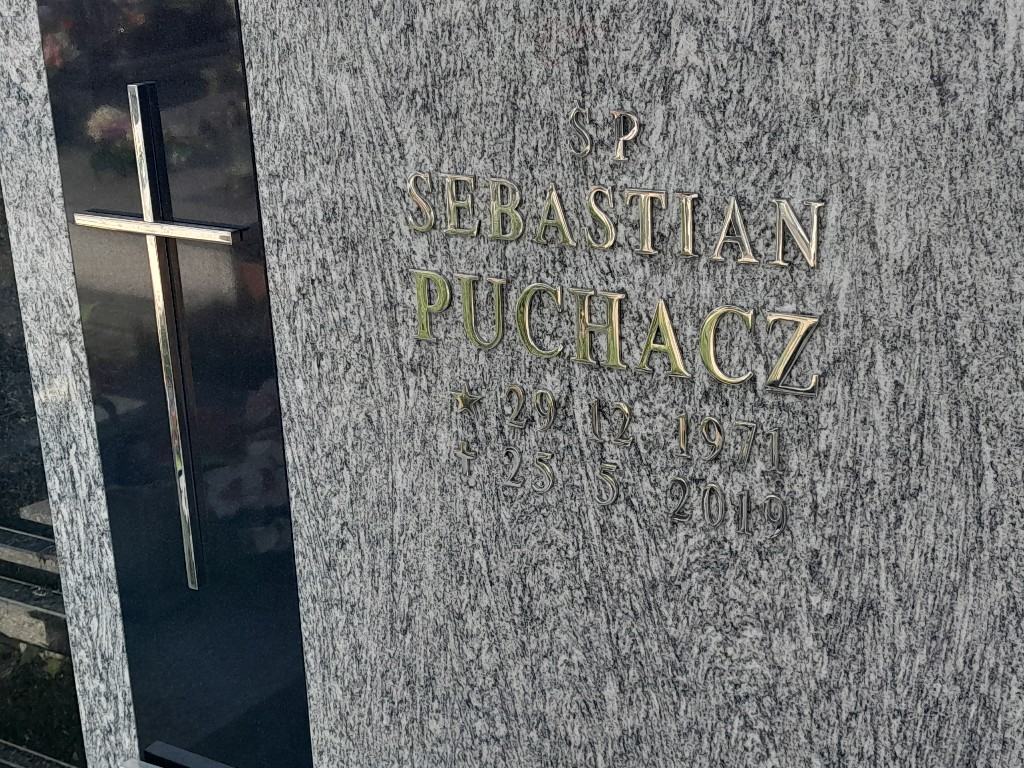 S P
SEBASTIAN
PUCHACZ
★ 29 12 1971
† 25 5 2019